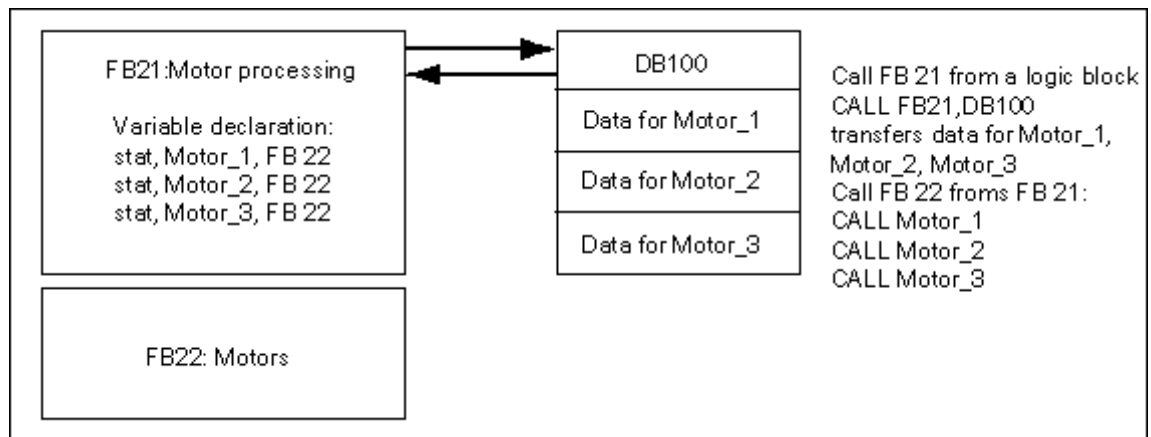 FB21:Motor processing
Variable declaration:
stat, Motor_1, FB 22
stat, Motor_2, FB 22
stat, Motor_3, FB 22
FB22: Motors
DB100
Data for Motor_1
Data for Motor_2
Data for Motor_3
Call FB 21 from a logic block
CALL FB21,DB100
transfers data for Motor_1,
Motor_2, Motor_3
Call FB 22 froms FB 21:
CALL Motor_1
CALL Motor_2
CALL Motor_3